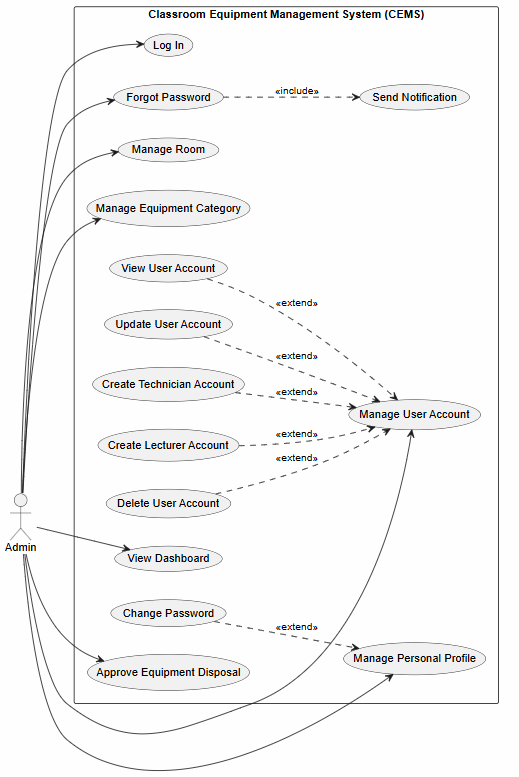 Classroom Equipment Management System (CEMS)
Log In
Forgot Password
«include»
Send Notification
Manage Room
Manage Equipment Category
View User Account
«extend»
Update User Account
«extend»
Create Technician Account
«extend»
Manage User Account
Create Lecturer Account
«extend»
«extend»
Delete User Account
Admin
View Dashboard
Change Password
«extend»
Manage Personal Profile
Approve Equipment Disposal